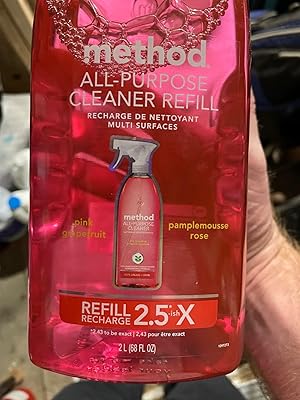 method
ALL-PURPOSE
CLEANER REFILL
RECHARGE DE NETTOYANT
MULTI SURFACES
method
ALL-PURPOSE
CLEANER
pink
grapefruit
pamplemousse
rose
REFILL
RECHARGE
2.5*-ish X
*2.43 to be exact | 2,43 pour être exact
2 L (68 FL OZ)